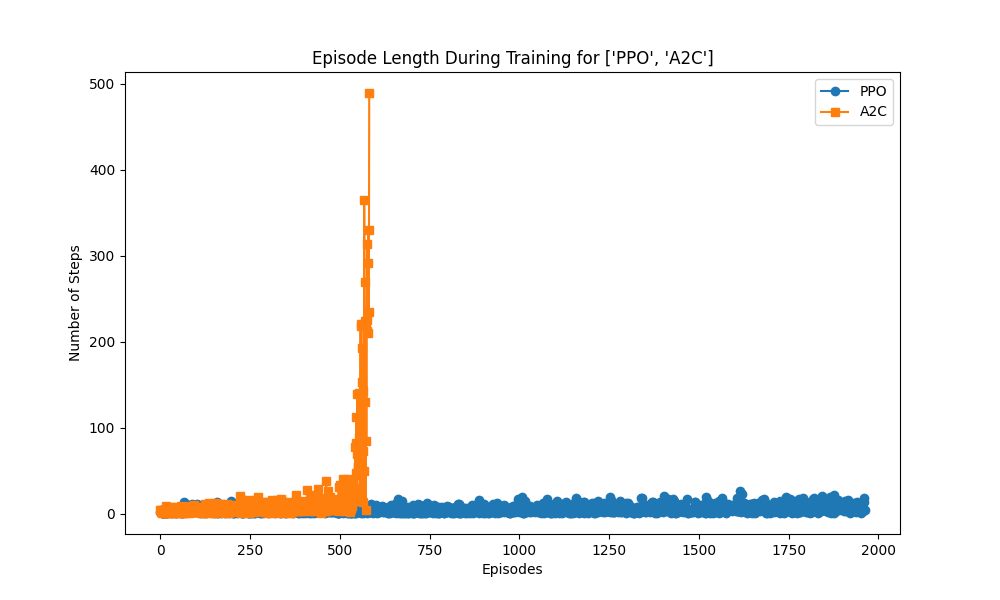 Episode Length During Training for ['PPO', 'A2C']
500
400
300
200
100
0
Number of Steps
PPO
A2C
0 250 500 750 1000 1250 1500 1750 2000
Episodes